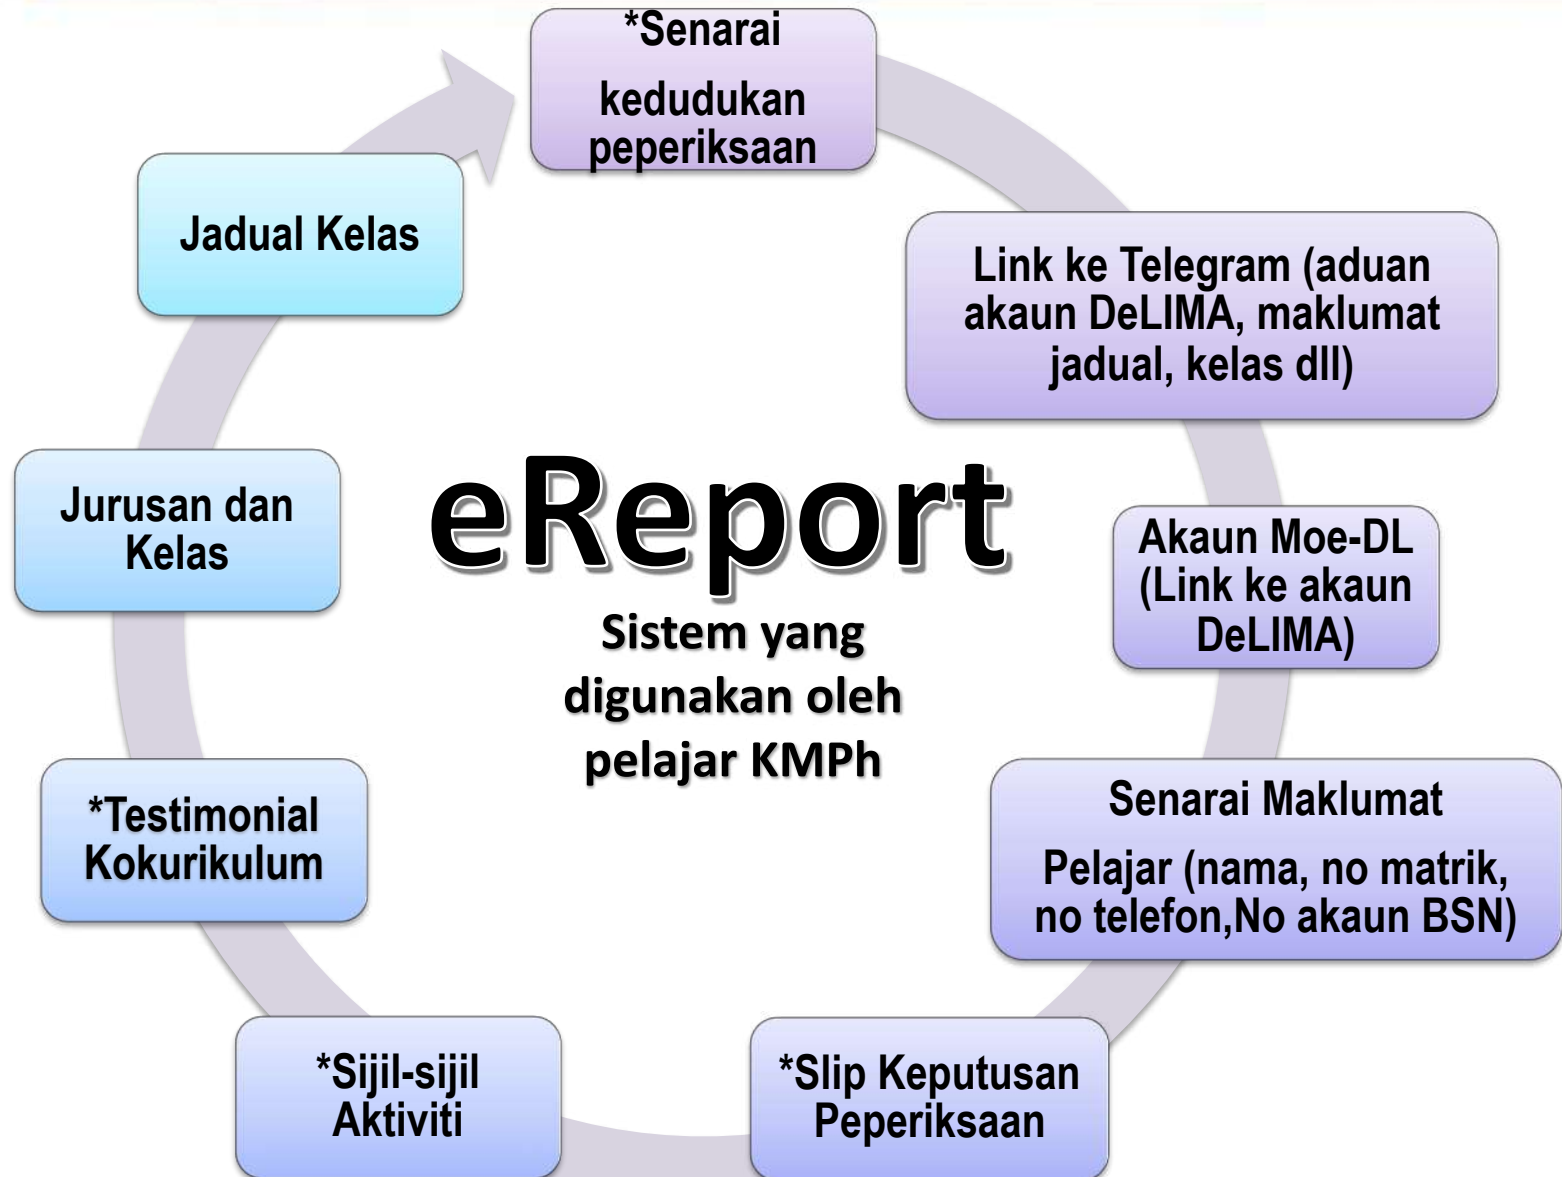 *Senarai
kedudukan
peperiksaan
Link ke Telegram (aduan
akaun DeLIMA, maklumat
jadual, kelas dll)
Akaun Moe-DL
(Link ke akaun
DeLIMA)
Senarai Maklumat
Pelajar (nama, no matrik,
no telefon,No akaun BSN)
*Slip Keputusan
Peperiksaan
*Sijil-sijil
Aktiviti
*Testimonial
Kokurikulum
Jurusan dan
Kelas
Jadual Kelas
eReport
Sistem yang
digunakan oleh
pelajar KMPh